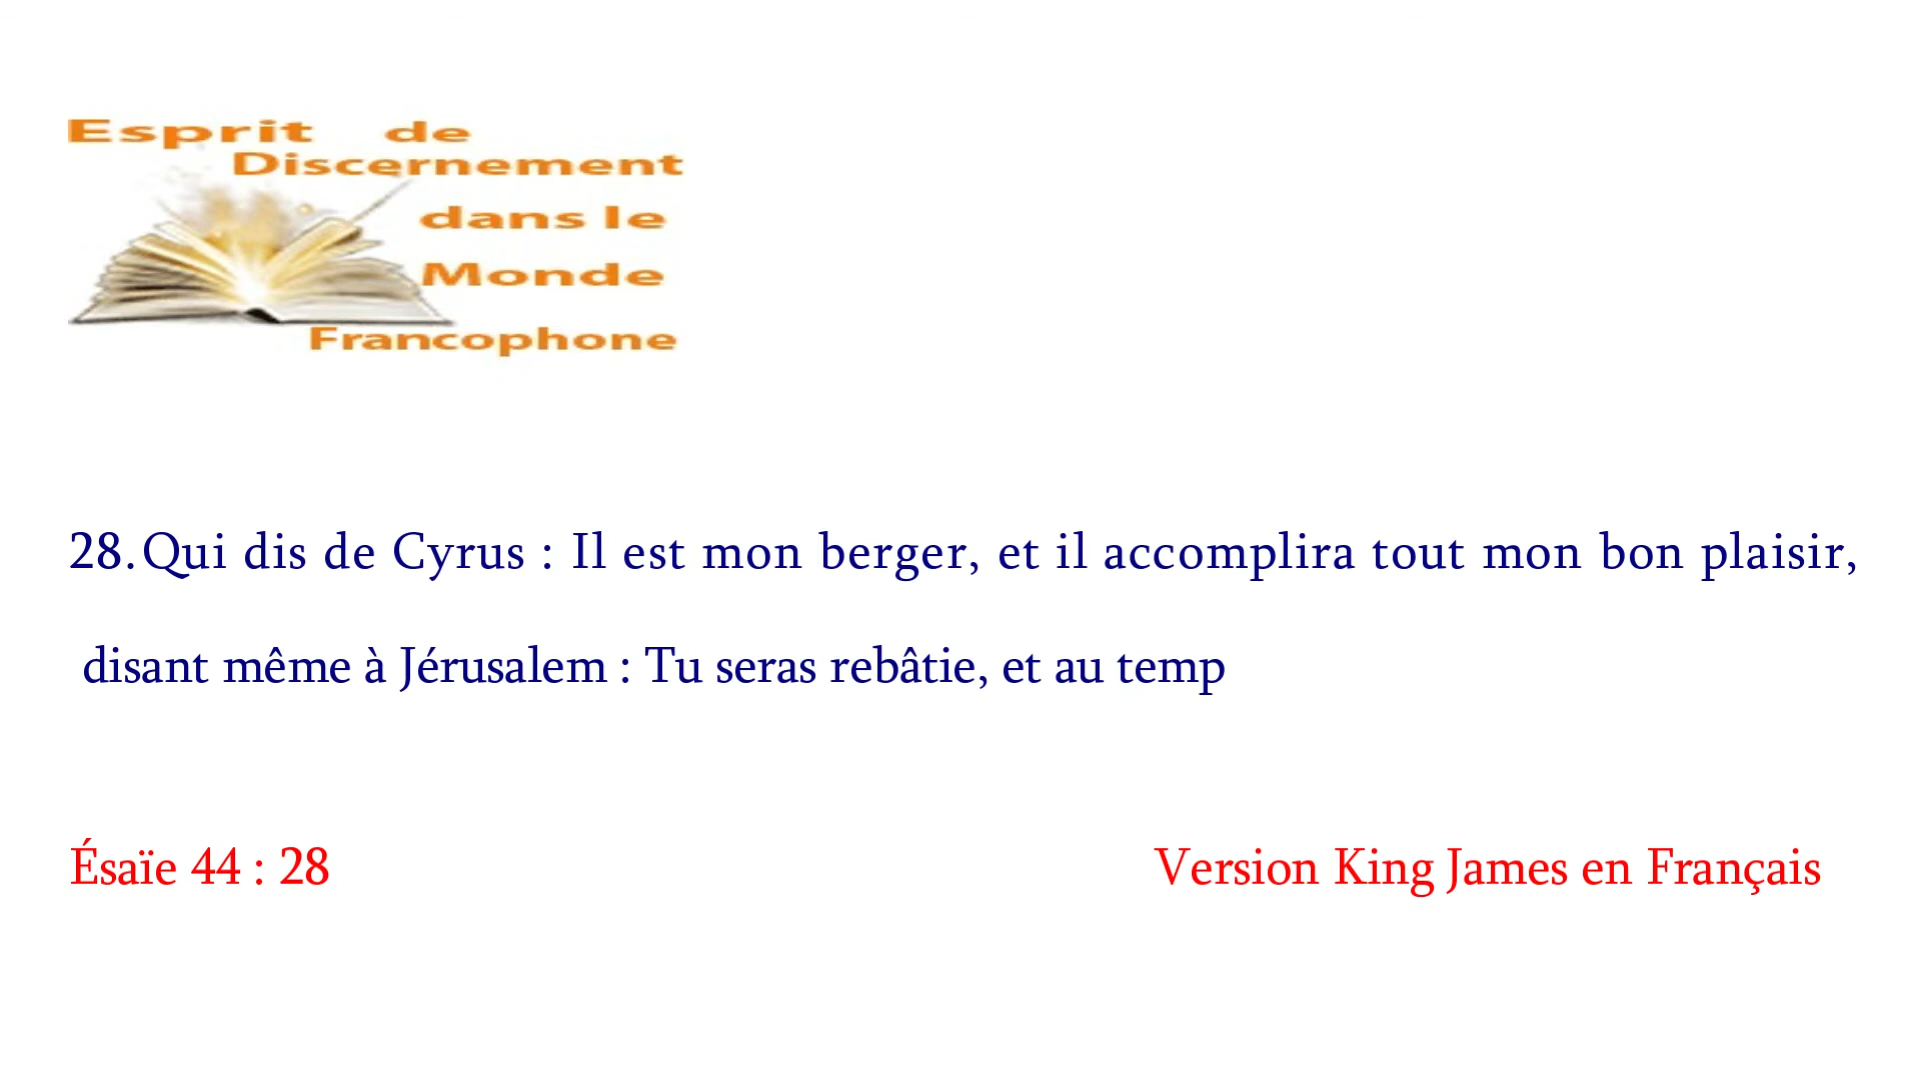 Esprit de
Discernement
dans le
Monde
Francophone
28. Qui dis de Cyrus : Il est mon berger, et il accomplira tout mon bon plaisir,
disant même à Jérusalem : Tu seras rebâtie, et au temp
Ésaïe 44 : 28 Version King James en Français